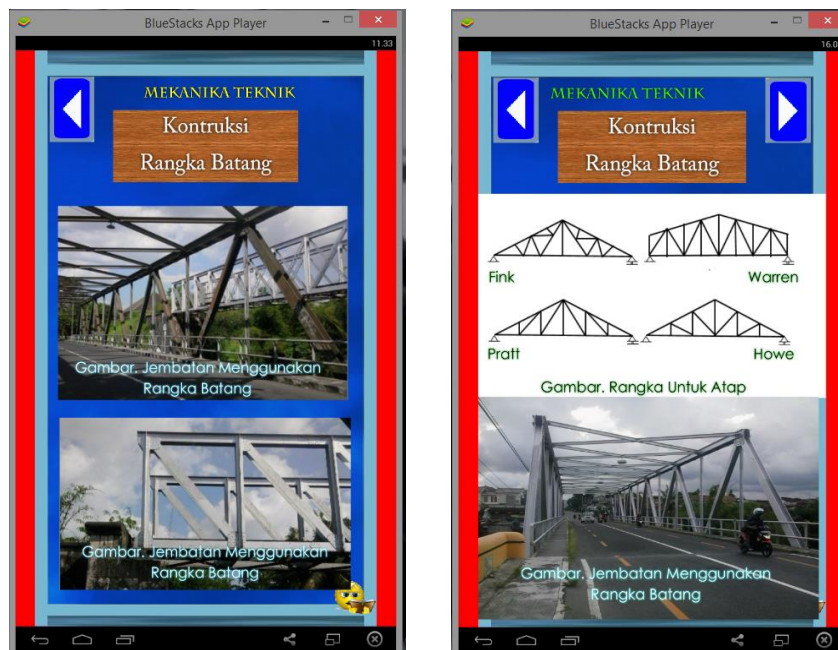 BlueStacks App Player
11.33
MEKANIKA TEKNIK
Kontruksi
Rangka Batang
Gambar. Jembatan Menggunakan
Rangka Batang
Gambar. Jembatan Menggunakan
Rangka Batang
BlueStacks App Player
16.0
MEKANIKA TEKNIK
Kontruksi
Rangka Batang
Fink
Warren
Pratt
Howe
Gambar. Rangka Untuk Atap
Gambar. Jembatan Menggunakan
Rangka Batang